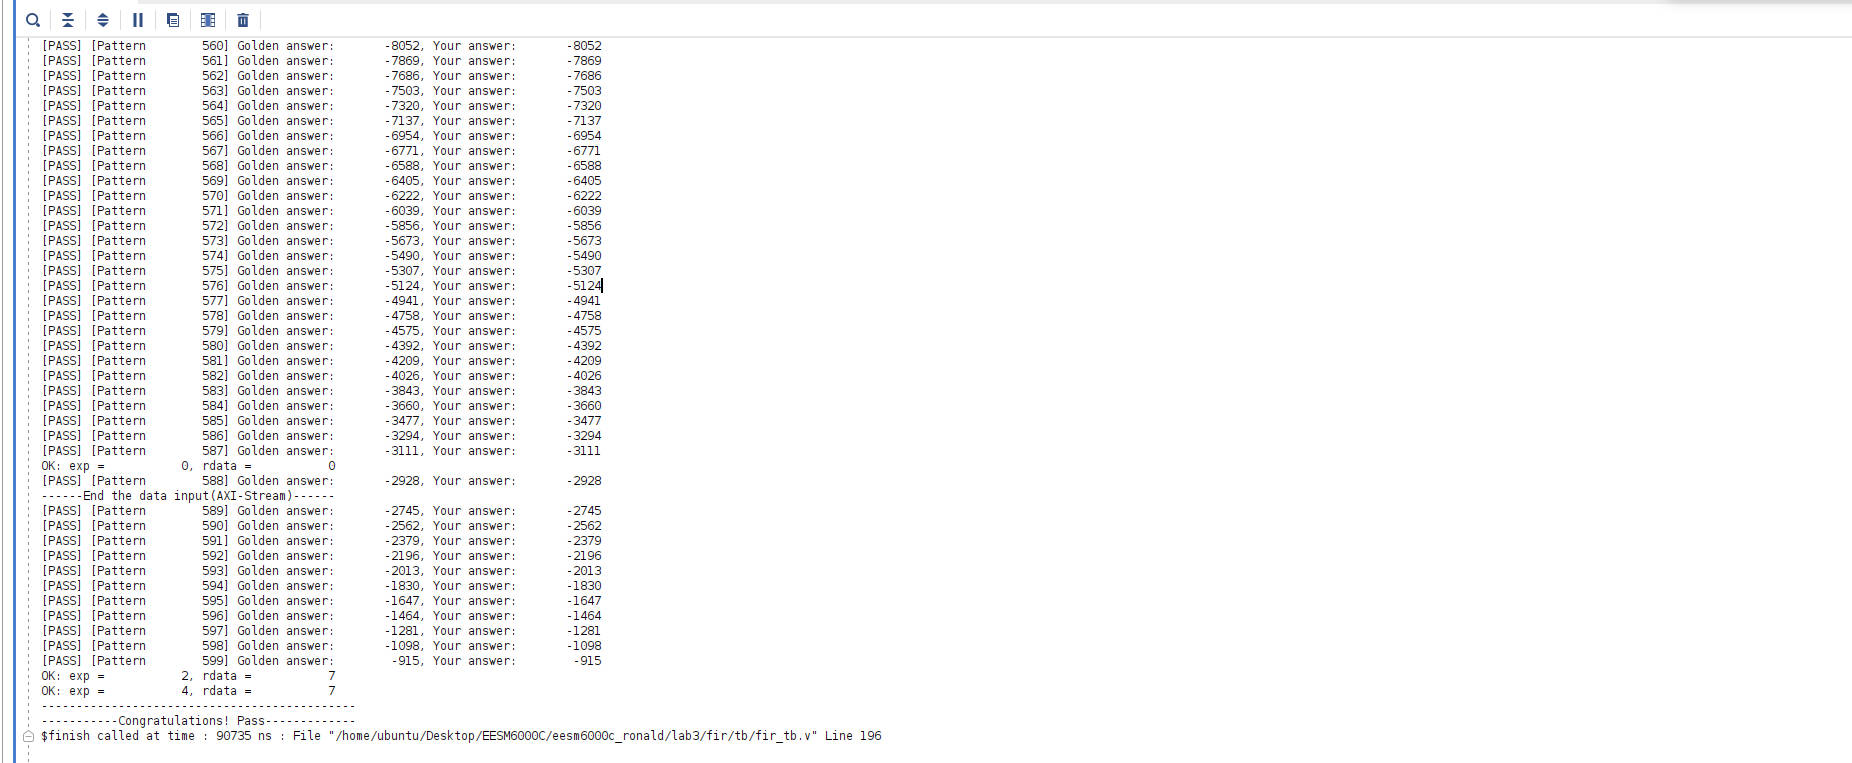 [PASS] [Pattern 560] Golden answer: -8052, Your answer: -8052
[PASS] [Pattern 561] Golden answer: -7869, Your answer: -7869
[PASS] [Pattern 562] Golden answer: -7686, Your answer: -7686
[PASS] [Pattern 563] Golden answer: -7503, Your answer: -7503
[PASS] [Pattern 564] Golden answer: -7320, Your answer: -7320
[PASS] [Pattern 565] Golden answer: -7137, Your answer: -7137
[PASS] [Pattern 566] Golden answer: -6954, Your answer: -6954
[PASS] [Pattern 567] Golden answer: -6771, Your answer: -6771
[PASS] [Pattern 568] Golden answer: -6588, Your answer: -6588
[PASS] [Pattern 569] Golden answer: -6405, Your answer: -6405
[PASS] [Pattern 570] Golden answer: -6222, Your answer: -6222
[PASS] [Pattern 571] Golden answer: -6039, Your answer: -6039
[PASS] [Pattern 572] Golden answer: -5856, Your answer: -5856
[PASS] [Pattern 573] Golden answer: -5673, Your answer: -5673
[PASS] [Pattern 574] Golden answer: -5490, Your answer: -5490
[PASS] [Pattern 575] Golden answer: -5307, Your answer: -5307
[PASS] [Pattern 576] Golden answer: -5124, Your answer: -5124
[PASS] [Pattern 577] Golden answer: -4941, Your answer: -4941
[PASS] [Pattern 578] Golden answer: -4758, Your answer: -4758
[PASS] [Pattern 579] Golden answer: -4575, Your answer: -4575
[PASS] [Pattern 580] Golden answer: -4392, Your answer: -4392
[PASS] [Pattern 581] Golden answer: -4209, Your answer: -4209
[PASS] [Pattern 582] Golden answer: -4026, Your answer: -4026
[PASS] [Pattern 583] Golden answer: -3843, Your answer: -3843
[PASS] [Pattern 584] Golden answer: -3660, Your answer: -3660
[PASS] [Pattern 585] Golden answer: -3477, Your answer: -3477
[PASS] [Pattern 586] Golden answer: -3294, Your answer: -3294
[PASS] [Pattern 587] Golden answer: -3111, Your answer: -3111
OK: exp = 0, rdata = 0
[PASS] [Pattern 588] Golden answer: -2928, Your answer: -2928
------End the data input(AXI-Stream)------
[PASS] [Pattern 589] Golden answer: -2745, Your answer: -2745
[PASS] [Pattern 590] Golden answer: -2562, Your answer: -2562
[PASS] [Pattern 591] Golden answer: -2379, Your answer: -2379
[PASS] [Pattern 592] Golden answer: -2196, Your answer: -2196
[PASS] [Pattern 593] Golden answer: -2013, Your answer: -2013
[PASS] [Pattern 594] Golden answer: -1830, Your answer: -1830
[PASS] [Pattern 595] Golden answer: -1647, Your answer: -1647
[PASS] [Pattern 596] Golden answer: -1464, Your answer: -1464
[PASS] [Pattern 597] Golden answer: -1281, Your answer: -1281
[PASS] [Pattern 598] Golden answer: -1098, Your answer: -1098
[PASS] [Pattern 599] Golden answer: -915, Your answer: -915
OK: exp = 2, rdata = 7
OK: exp = 4, rdata = 7
---------------------------------------------
-----------Congratulations! Pass-------------
$finish called at time : 90735 ns : File "/home/ubuntu/Desktop/EESM6000C/eesm6000c_ronald/lab3/fir/tb/fir_tb.v" Line 196